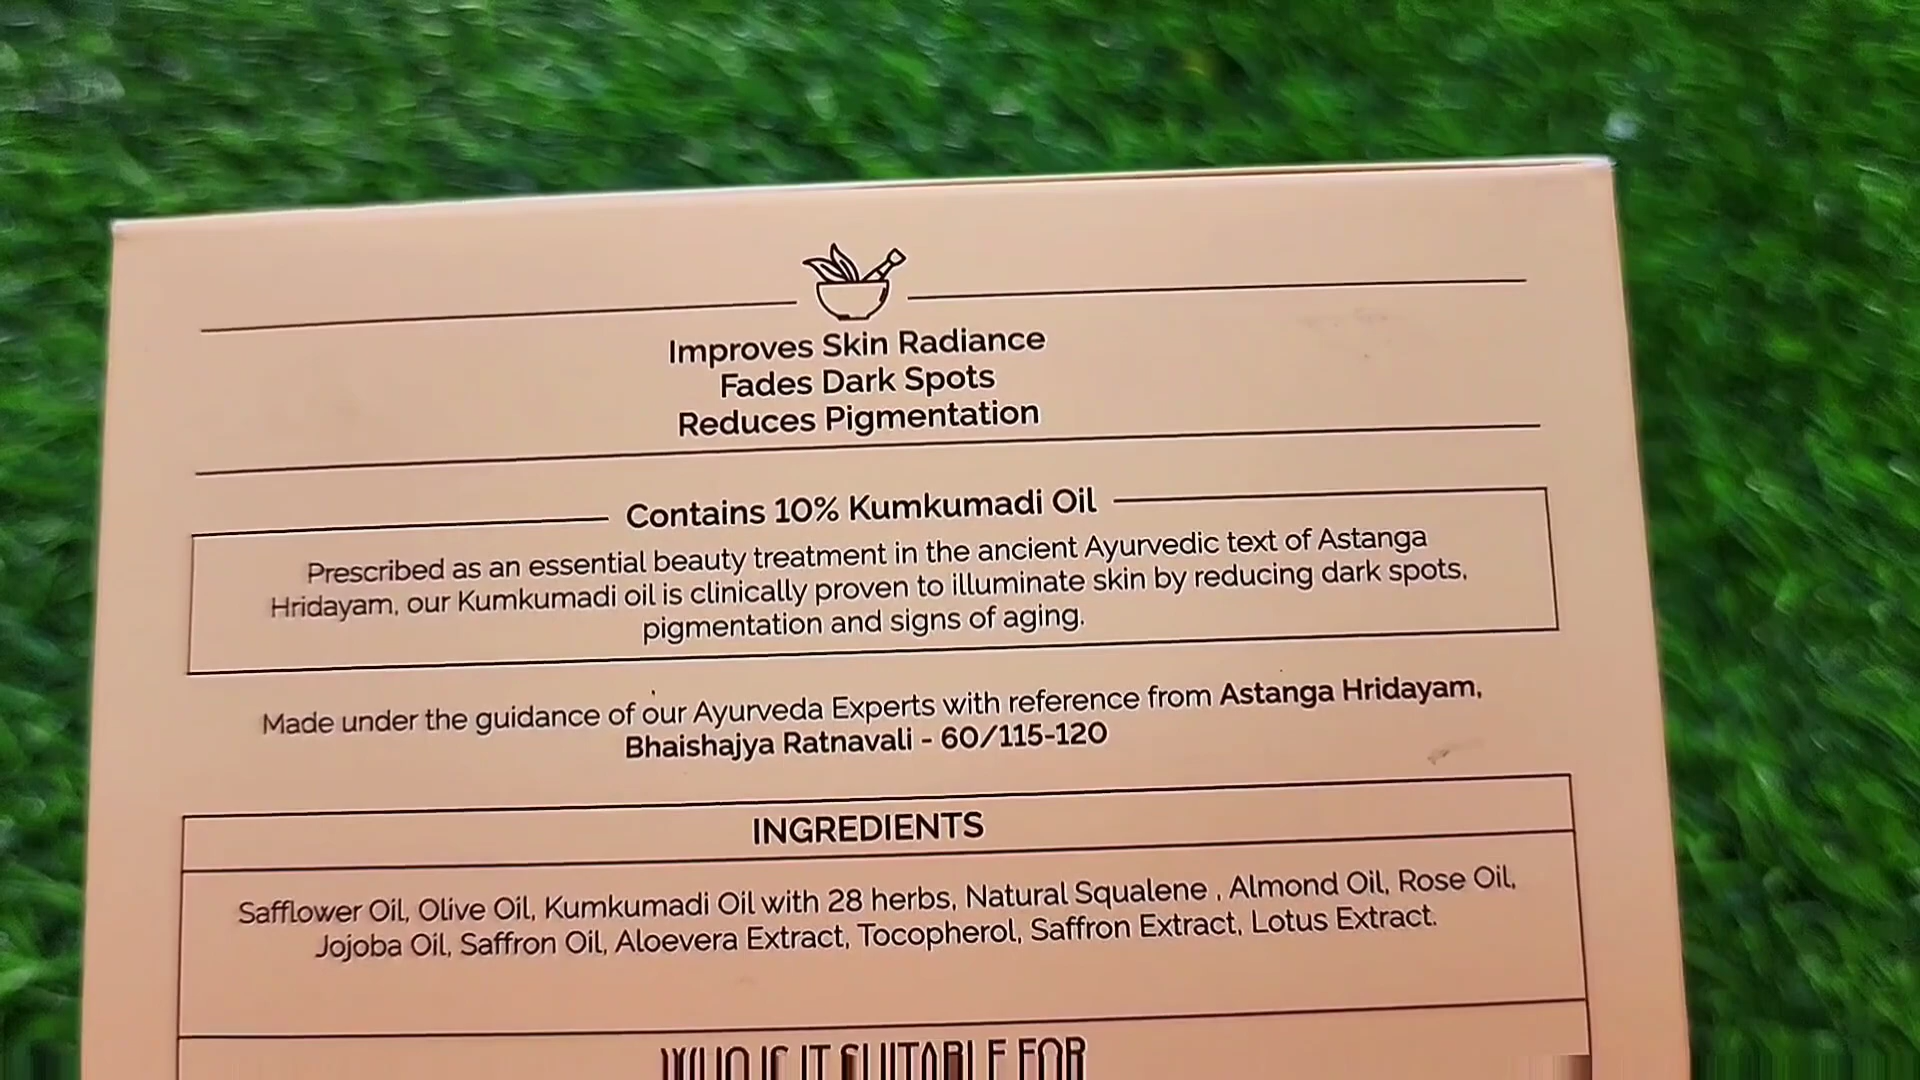 Improves Skin Radiance
Fades Dark Spots
Reduces Pigmentation
Contains 10% Kumkumadi Oil
Prescribed as an essential beauty treatment in the ancient Ayurvedic text of Astanga
Hridayam, our Kumkumadi oil is clinically proven to illuminate skin by reducing dark spots,
pigmentation and signs of aging.
Made under the guidance of our Ayurveda Experts with reference from Astanga Hridayam,
Bhaishajya Ratnavali - 60/115-120
INGREDIENTS
Safflower Oil, Olive Oil, Kumkumadi Oil with 28 herbs, Natural Squalene , Almond Oil, Rose Oil,
Jojoba Oil, Saffron Oil, Aloevera Extract, Tocopherol, Saffron Extract, Lotus Extract.
WHO IS IT SUITABLE FOR